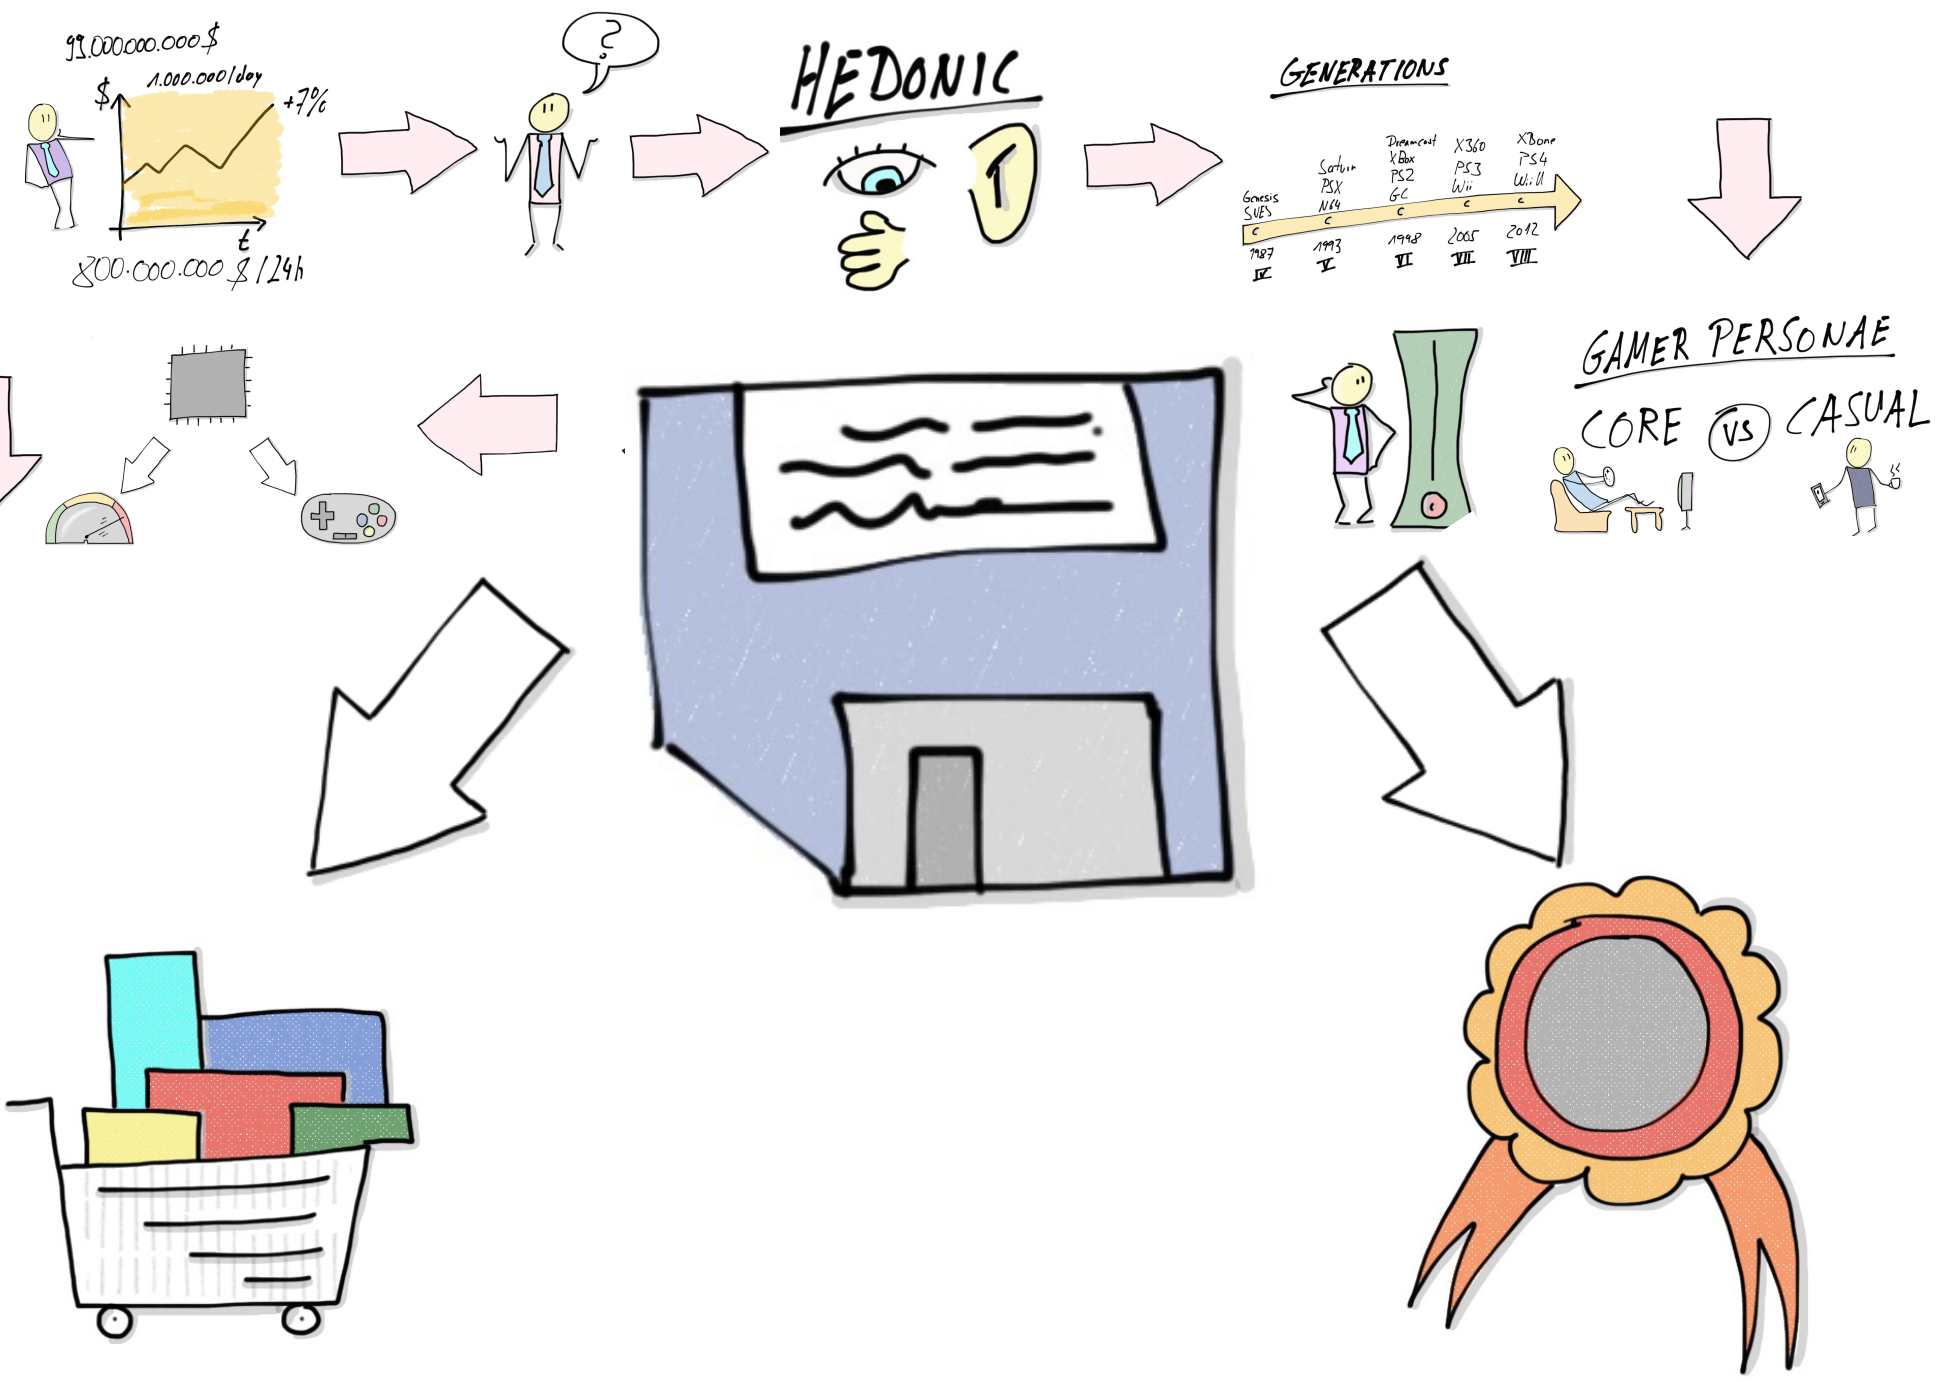 99.000.000.000 $
$
1.000.000/day
+7%
t
800.000.000 $/24h
?
HEDONIC
GENERATIONS
Genesis
SNES
C
1987
IV
Saturn
PSX
N64
C
1993
V
Dreamcast
XBox
PS2
GC
C
1998
VI
X360
PS3
Wii
C
2005
VII
XBone
PS4
Wii U
C
2012
VIII
C
GAMER PERSONAE
CORE VS CASUAL